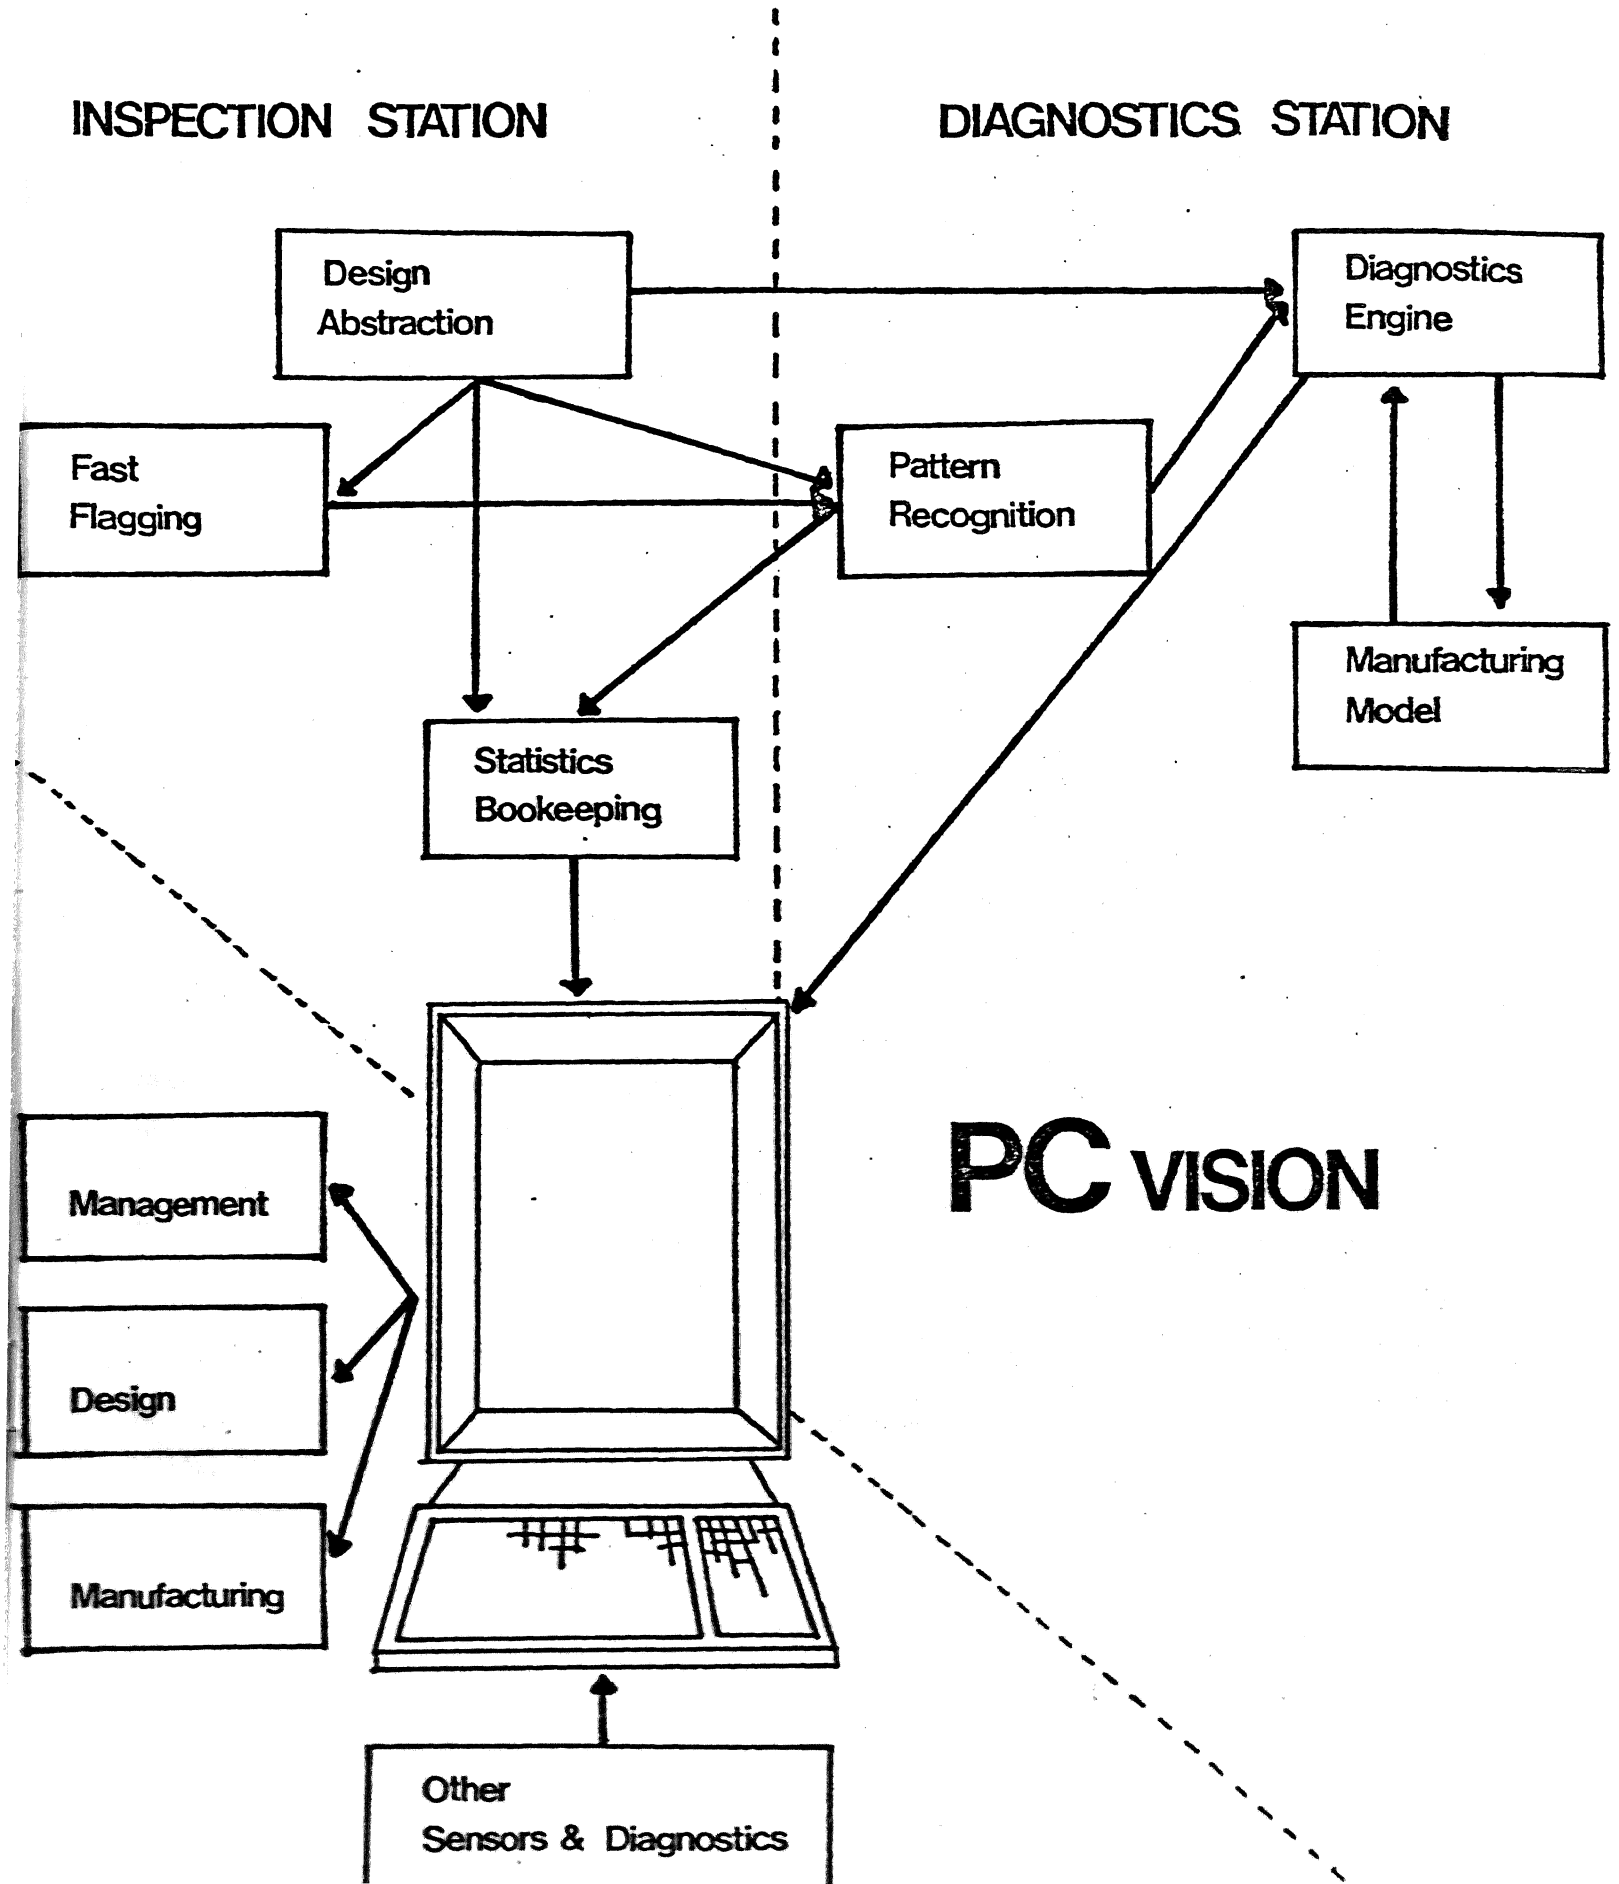 INSPECTION STATION
DIAGNOSTICS STATION
Design
Abstraction
Diagnostics
Engine
Fast
Flagging
Pattern
Recognition
Manufacturing
Model
Statistics
Bookeeping
Management
PC VISION
Design
Manufacturing
Other
Sensors & Diagnostics